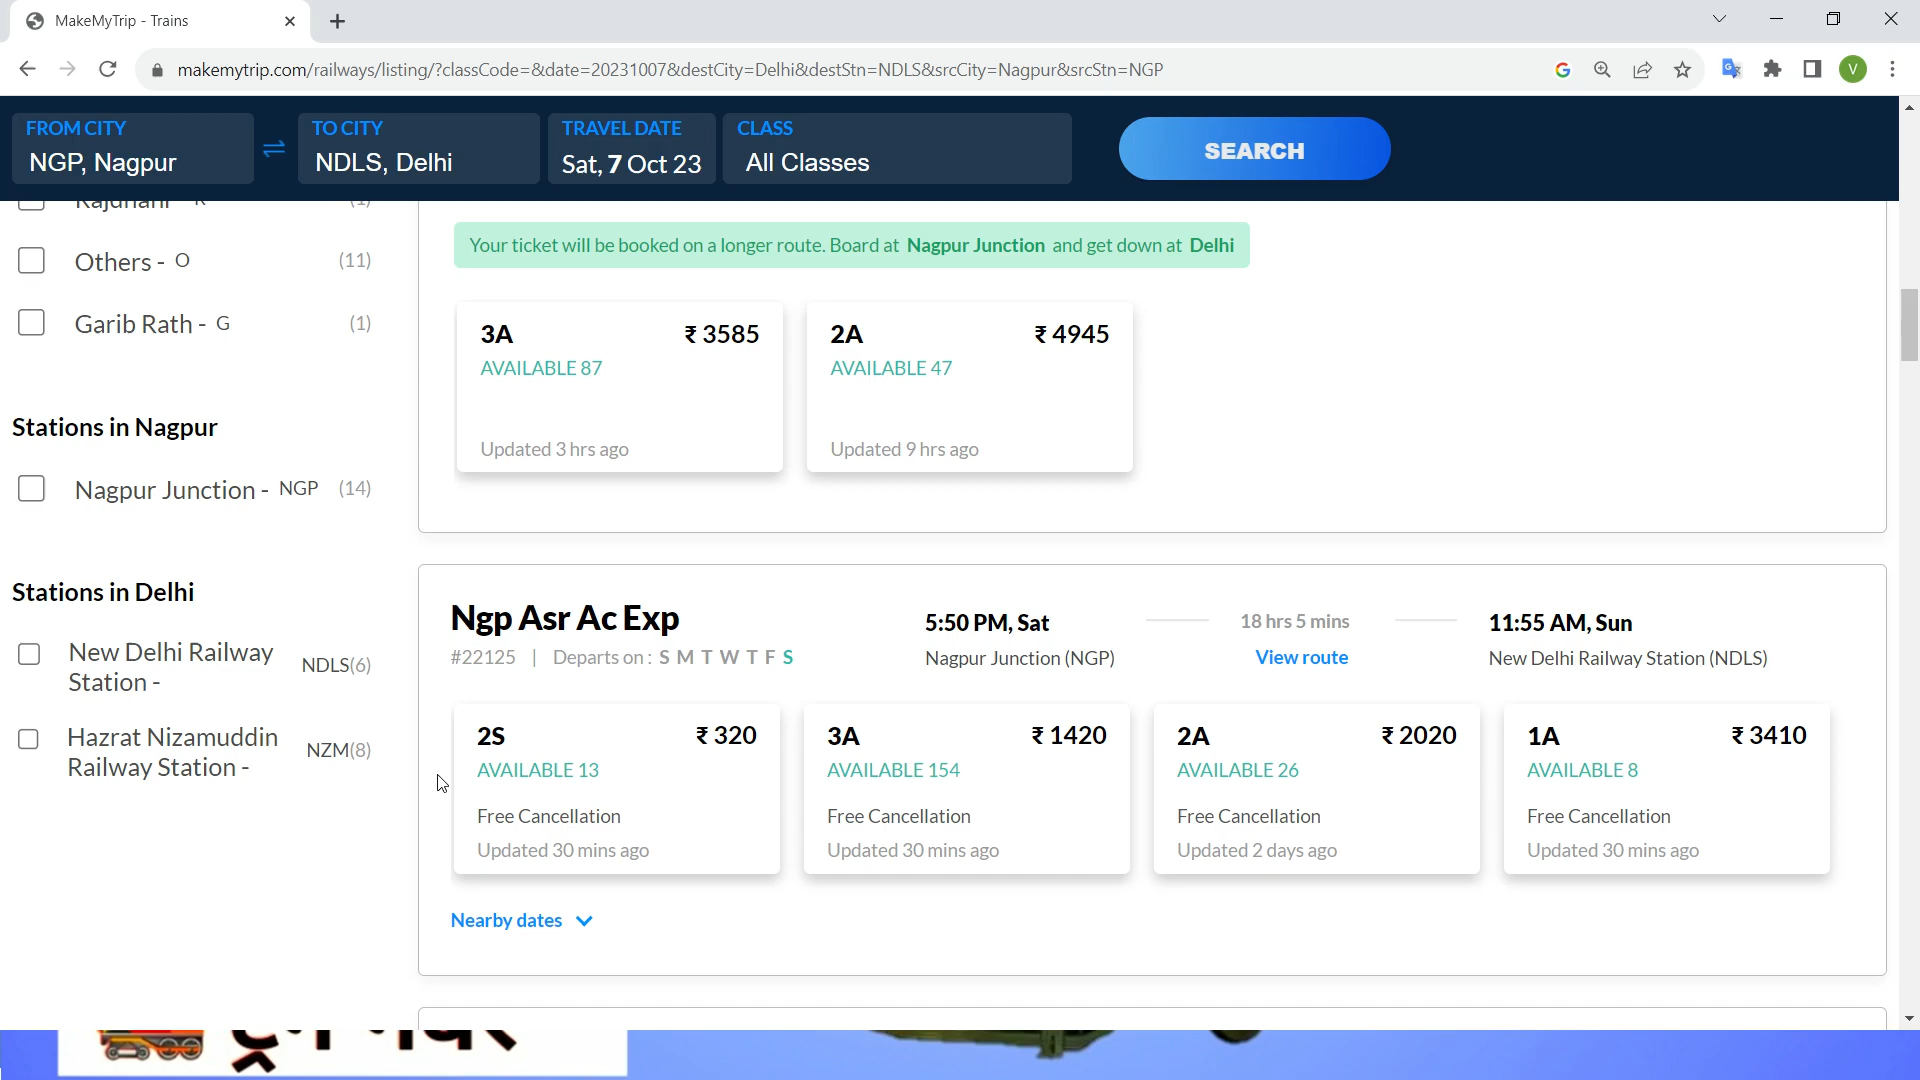 MakeMyTrip - Trains
makemytrip.com/railways/listing/?classCode=&date=20231007&destCity=Delhi&destStn=NDLS&srcCity=Nagpur&srcStn=NGP
V
FROM CITY
NGP, Nagpur
TO CITY
NDLS, Delhi
TRAVEL DATE
Sat, 7 Oct 23
CLASS
All Classes
SEARCH
Rajdhani - R (1)
Others - O (11)
Garib Rath - G (1)
Stations in Nagpur
Nagpur Junction - NGP (14)
Stations in Delhi
New Delhi Railway Station - NDLS(6)
Hazrat Nizamuddin Railway Station - NZM(8)
Your ticket will be booked on a longer route. Board at Nagpur Junction and get down at Delhi
3A ₹ 3585
AVAILABLE 87
Updated 3 hrs ago
2A ₹ 4945
AVAILABLE 47
Updated 9 hrs ago
Ngp Asr Ac Exp
#22125 | Departs on : S M T W T F S
5:50 PM, Sat
Nagpur Junction (NGP)
18 hrs 5 mins
View route
11:55 AM, Sun
New Delhi Railway Station (NDLS)
2S ₹ 320
AVAILABLE 13
Free Cancellation
Updated 30 mins ago
3A ₹ 1420
AVAILABLE 154
Free Cancellation
Updated 30 mins ago
2A ₹ 2020
AVAILABLE 26
Free Cancellation
Updated 2 days ago
1A ₹ 3410
AVAILABLE 8
Free Cancellation
Updated 30 mins ago
Nearby dates